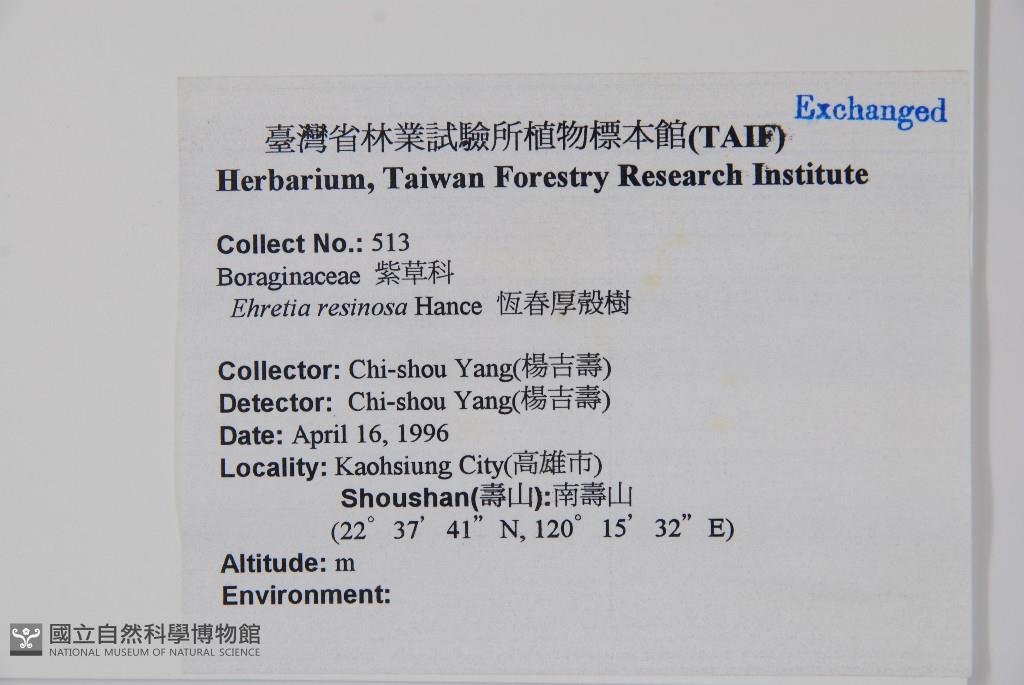 Exchanged
臺灣省林業試驗所植物標本館(TAIF)
Herbarium, Taiwan Forestry Research Institute
Collect No.: 513
Boraginaceae 紫草科
Ehretia resinosa Hance 恆春厚殼樹
Collector: Chi-shou Yang(楊吉壽)
Detector: Chi-shou Yang(楊吉壽)
Date: April 16, 1996
Locality: Kaohsiung City(高雄市)
Shoushan(壽山):南壽山
(22° 37’ 41” N, 120° 15’ 32” E)
Altitude: m
Environment:
國立自然科學博物館
NATIONAL MUSEUM OF NATURAL SCIENCE